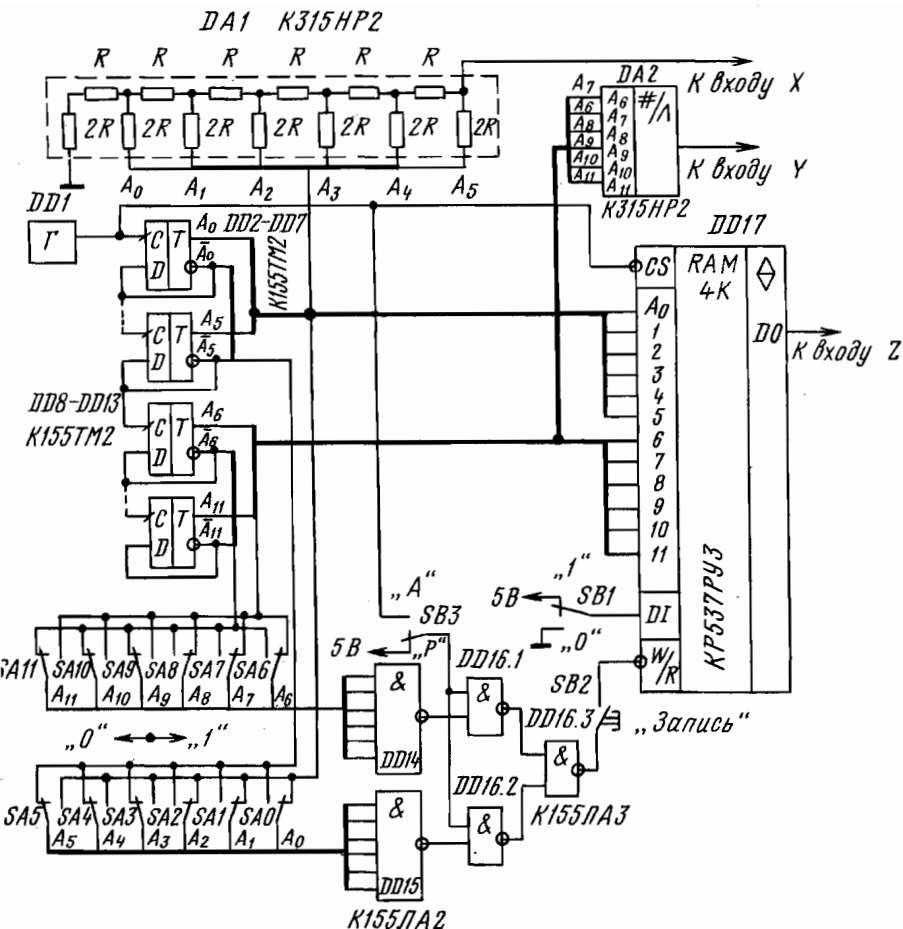 DA1 К315НР2
R R R R R R
2R 2R 2R 2R 2R 2R 2R
A0 A1 A2 A3 A4 A5
К входу X
DA2
A7 A6 #/Λ
A6 A7
A8 A8
A9 A9
A10 A10
A11 A11
К входу Y
К315НР2
DD1
Г
C T A0
D A̅0
DD2-DD7
К155ТМ2
C T A5
D A̅5
DD8-DD13
К155ТМ2
C T A6
D A̅6
C T A11
D A̅11
DD17
CS RAM
4K
A0
1
2
3
4
5
6
7
8
9
10
11
DO
К входу Z
DI
W/R
КР537РУ3
„A“
SB3
5В
„P“
„1“
5В SB1
„0“
SB2
„Запись“
SA11 SA10 SA9 SA8 SA7 SA6
A11 A10 A9 A8 A7 A6
„0“ „1“
SA5 SA4 SA3 SA2 SA1 SA0
A5 A4 A3 A2 A1 A0
&
DD14
DD16.1
&
DD16.3
&
DD16.2
&
К155ЛА3
&
DD15
К155ЛА2